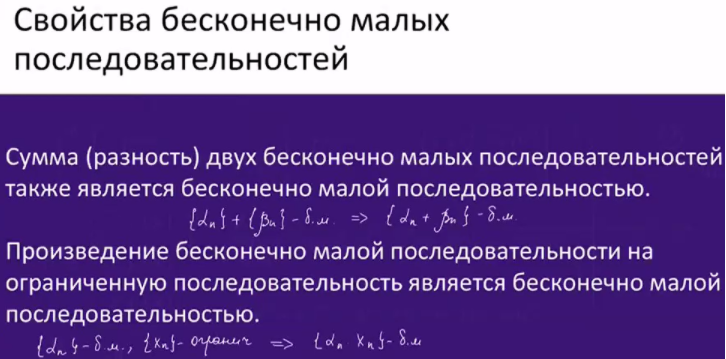 Свойства бесконечно малых
последовательностей
Сумма (разность) двух бесконечно малых последовательностей
также является бесконечно малой последовательностью.
{αₙ} + {βₙ} - б.м. => {αₙ + βₙ} - б.м.
Произведение бесконечно малой последовательности на
ограниченную последовательность является бесконечно малой
последовательностью.
{αₙ} - б.м., {xₙ} - огранич => {αₙ xₙ} - б.м